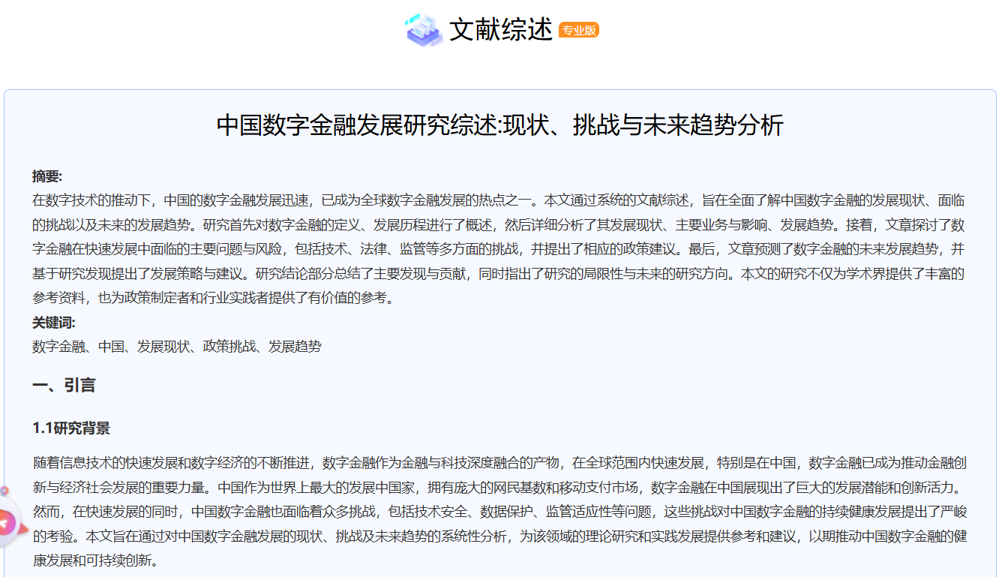 文献综述 专业版
中国数字金融发展研究综述:现状、挑战与未来趋势分析
摘要:
在数字技术的推动下，中国的数字金融发展迅速，已成为全球数字金融发展的热点之一。本文通过系统的文献综述，旨在全面了解中国数字金融的发展现状、面临
的挑战以及未来的发展趋势。研究首先对数字金融的定义、发展历程进行了概述，然后详细分析了其发展现状、主要业务与影响、发展趋势。接着，文章探讨了数
字金融在快速发展中面临的主要问题与风险，包括技术、法律、监管等多方面的挑战，并提出了相应的政策建议。最后，文章预测了数字金融的未来发展趋势，并
基于研究发现提出了发展策略与建议。研究结论部分总结了主要发现与贡献，同时指出了研究的局限性与未来的研究方向。本文的研究不仅为学术界提供了丰富的
参考资料，也为政策制定者和行业实践者提供了有价值的参考。
关键词:
数字金融、中国、发展现状、政策挑战、发展趋势
一、引言
1.1研究背景
随着信息技术的快速发展和数字经济的不断推进，数字金融作为金融与科技深度融合的产物，在全球范围内快速发展，特别是在中国，数字金融已成为推动金融创
新与经济社会发展的重要力量。中国作为世界上最大的发展中国家，拥有庞大的网民基数和移动支付市场，数字金融在中国展现出了巨大的发展潜能和创新活力。
然而，在快速发展的同时，中国数字金融也面临着众多挑战，包括技术安全、数据保护、监管适应性等问题，这些挑战对中国数字金融的持续健康发展提出了严峻
的考验。本文旨在通过对中国数字金融发展的现状、挑战及未来趋势的系统性分析，为该领域的理论研究和实践发展提供参考和建议，以期推动中国数字金融的健
康发展和可持续创新。